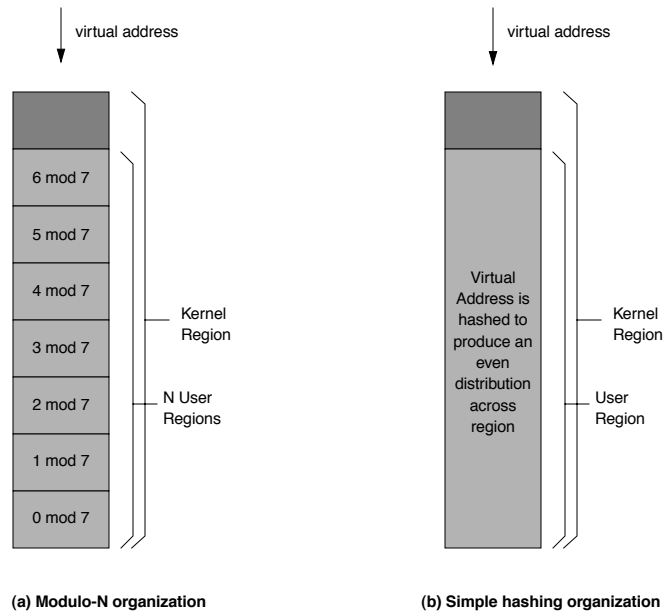 virtual address
6 mod 7
5 mod 7
4 mod 7
3 mod 7
2 mod 7
1 mod 7
0 mod 7
Kernel
Region
N User
Regions
(a) Modulo-N organization
virtual address
Virtual
Address is
hashed to
produce an
even
distribution
across
region
Kernel
Region
User
Region
(b) Simple hashing organization